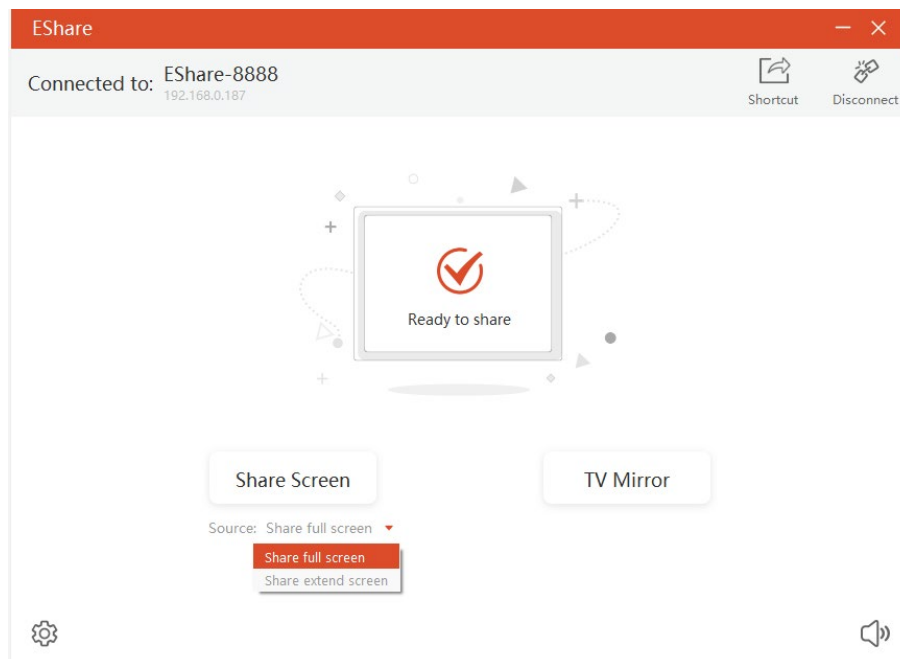 EShare
Connected to: EShare-8888
192.168.0.187
Shortcut
Disconnect
Ready to share
Share Screen
TV Mirror
Source: Share full screen
Share full screen
Share extend screen